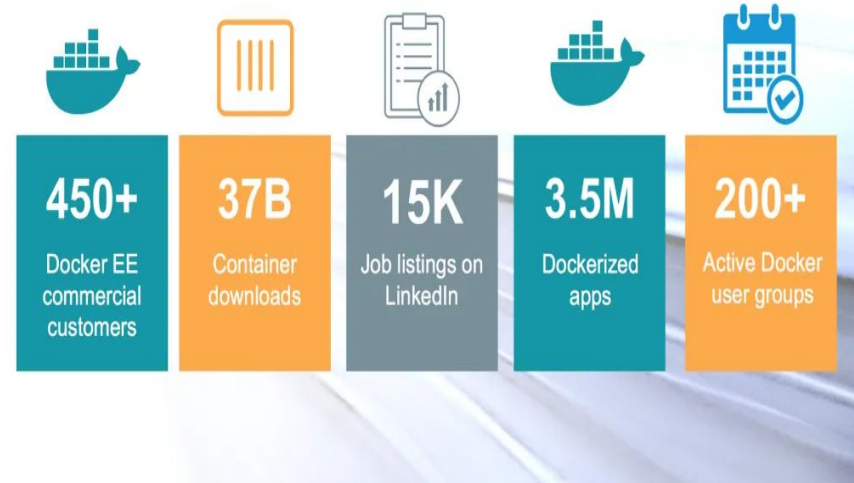 450+
Docker EE
commercial
customers
37B
Container
downloads
15K
Job listings on
LinkedIn
3.5M
Dockerized
apps
200+
Active Docker
user groups